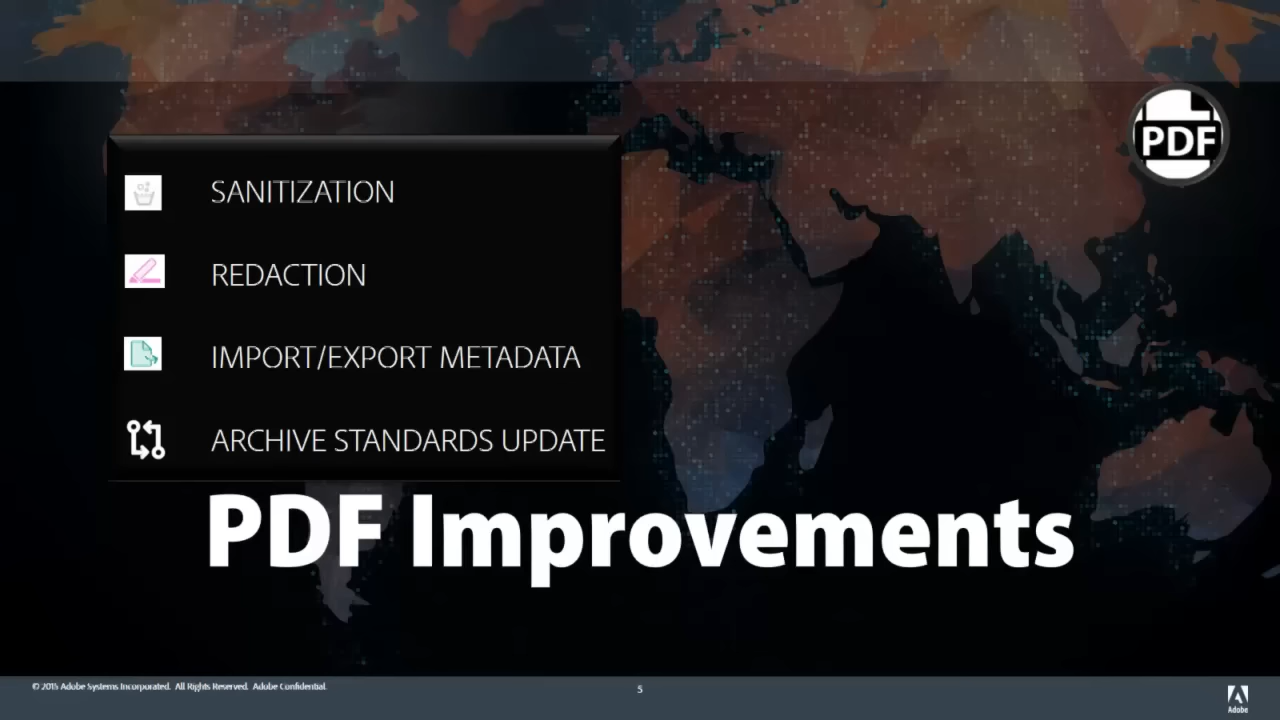 PDF
SANITIZATION
REDACTION
IMPORT/EXPORT METADATA
ARCHIVE STANDARDS UPDATE
PDF Improvements
© 2015 Adobe Systems Incorporated. All Rights Reserved. Adobe Confidential.
5
Adobe